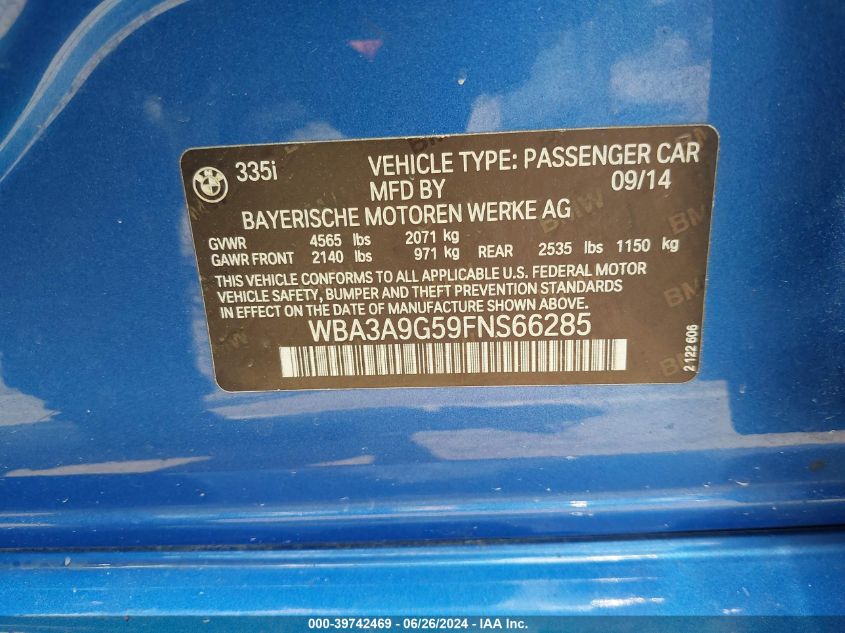 335i VEHICLE TYPE: PASSENGER CAR
MFD BY 09/14
BAYERISCHE MOTOREN WERKE AG
GVWR 4565 lbs 2071 kg
GAWR FRONT 2140 lbs 971 kg REAR 2535 lbs 1150 kg
THIS VEHICLE CONFORMS TO ALL APPLICABLE U.S. FEDERAL MOTOR
VEHICLE SAFETY, BUMPER AND THEFT PREVENTION STANDARDS
IN EFFECT ON THE DATE OF MANUFACTURE SHOWN ABOVE.
WBA3A9G59FNS66285
2 122 606
000-39742469 - 06/26/2024 - IAA Inc.